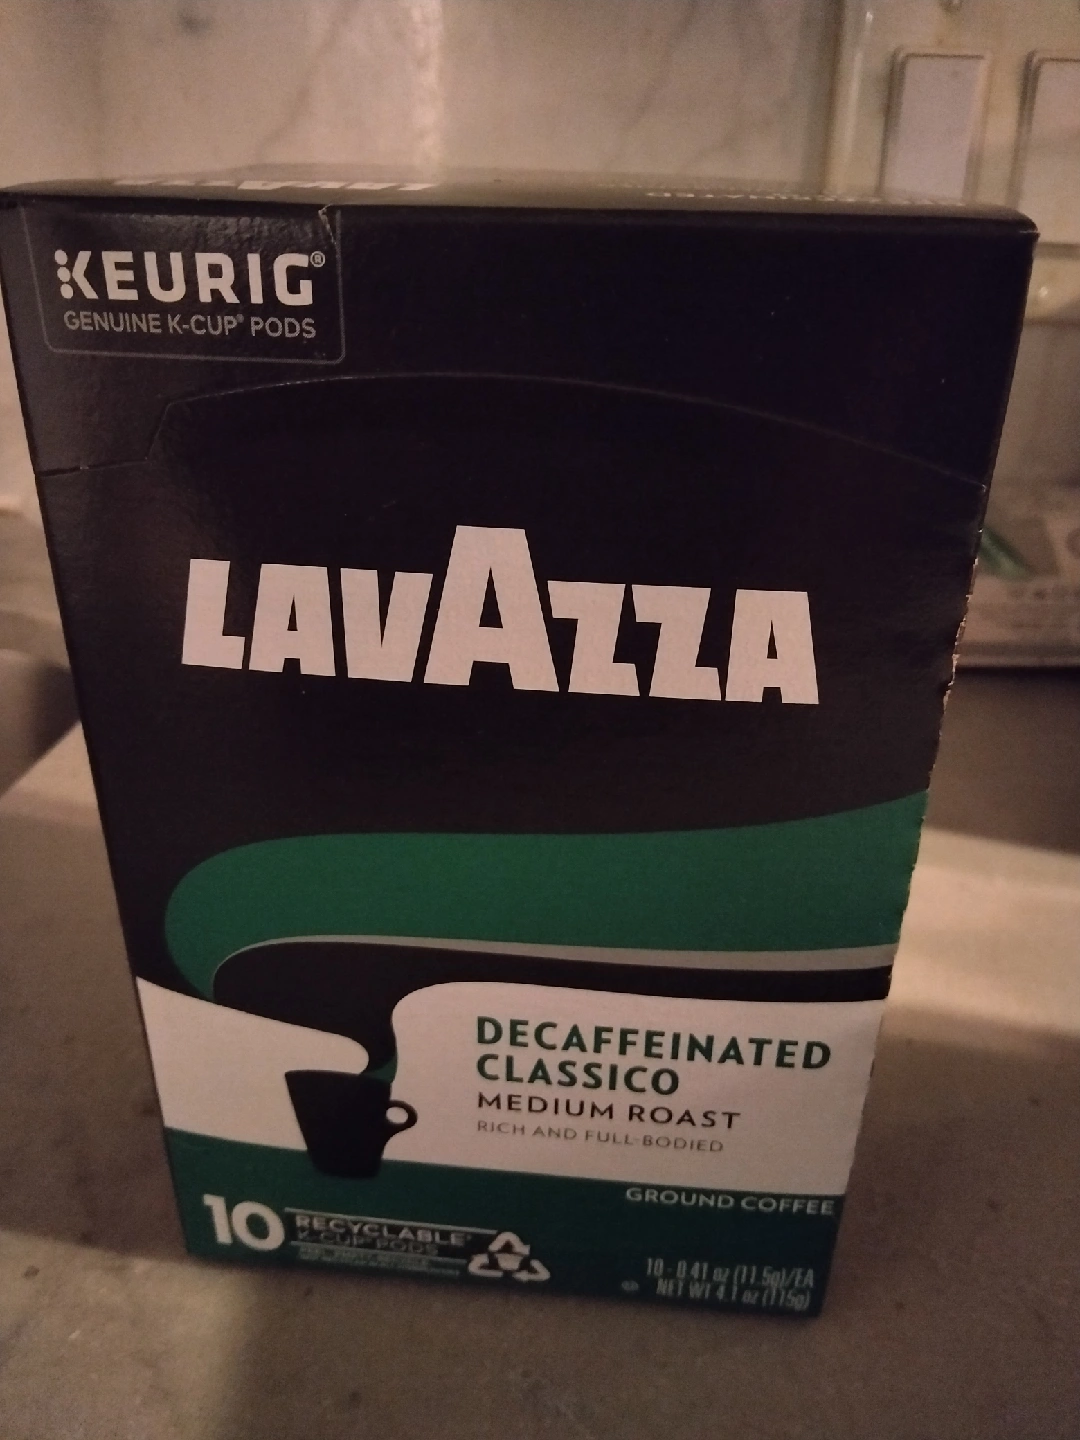 LAVAZZA
KEURIG®
GENUINE K-CUP® PODS
LAVAZZA
DECAFFEINATED
CLASSICO
MEDIUM ROAST
RICH AND FULL-BODIED
GROUND COFFEE
10 RECYCLABLE*
K-CUP® PODS
10 - 0.41 oz (11.5g)/EA
NET WT 4.1 oz (115g)